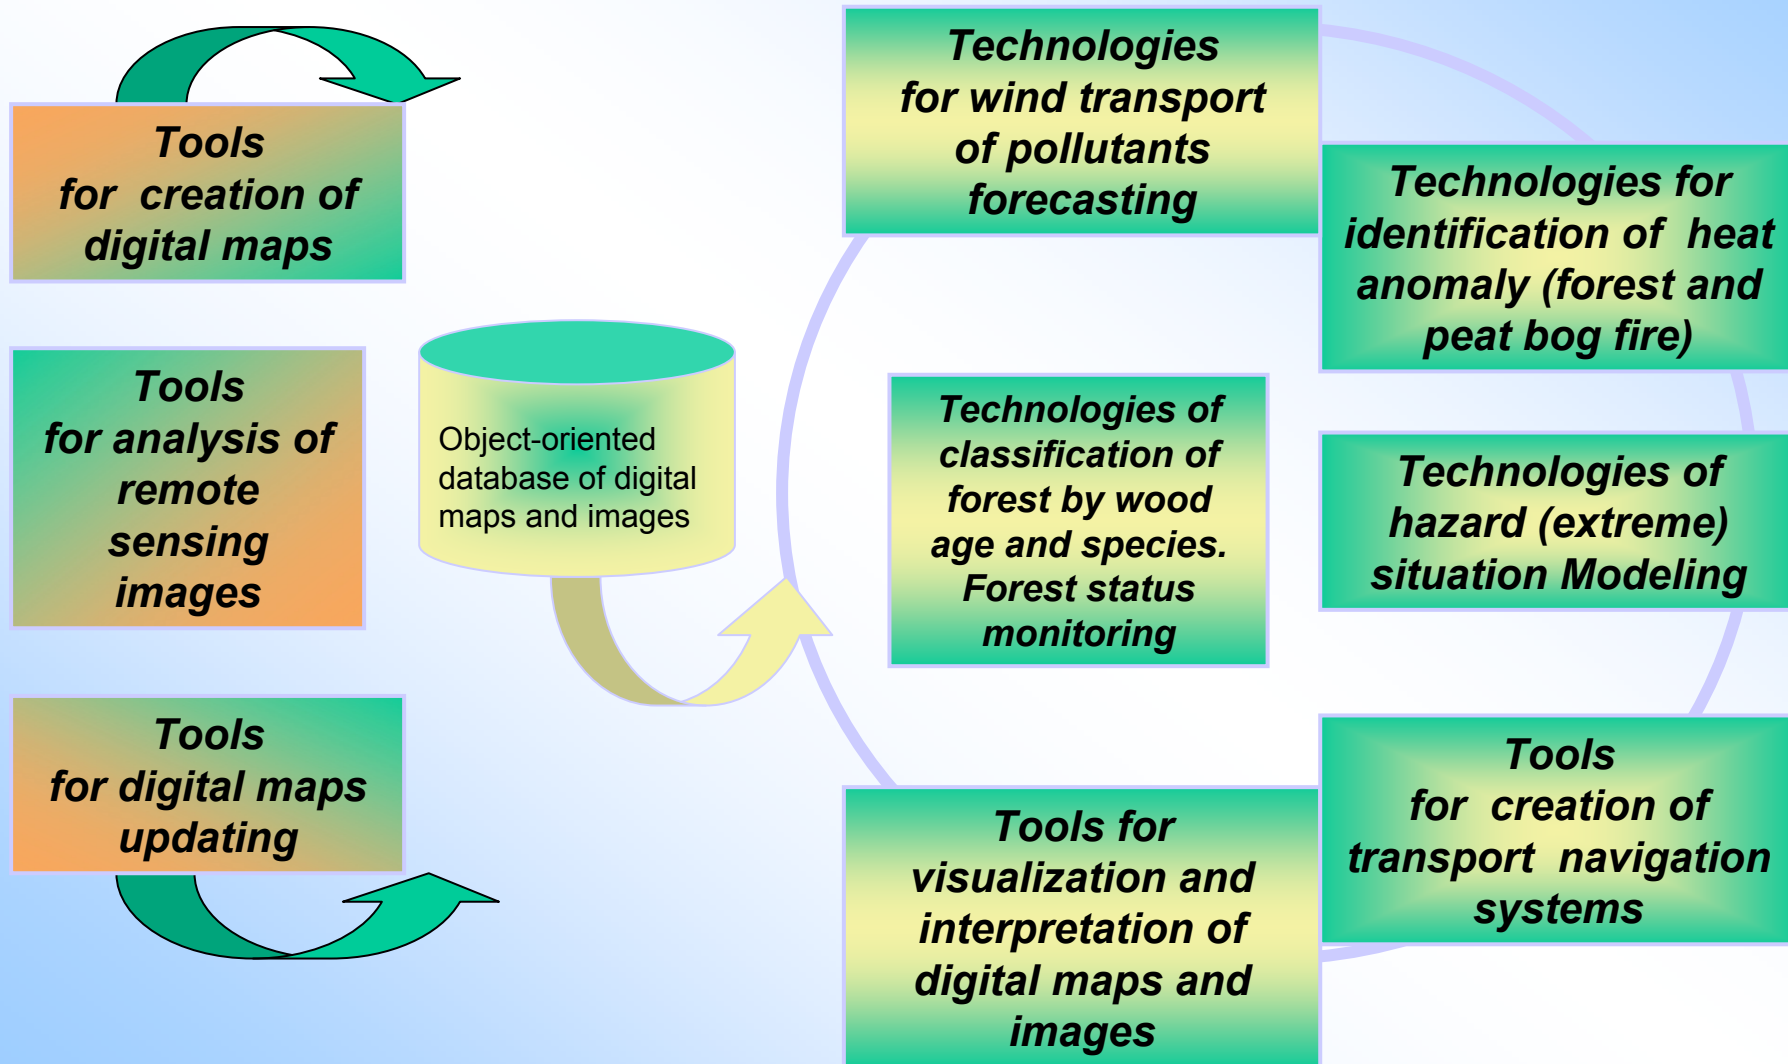 Tools
for creation of
digital maps
Tools
for analysis of
remote
sensing
images
Tools
for digital maps
updating
Object-oriented
database of digital
maps and images
Technologies
for wind transport
of pollutants
forecasting
Technologies for
identification of heat
anomaly (forest and
peat bog fire)
Technologies of
classification of
forest by wood
age and species.
Forest status
monitoring
Technologies of
hazard (extreme)
situation Modeling
Tools
for creation of
transport navigation
systems
Tools for
visualization and
interpretation of
digital maps and
images